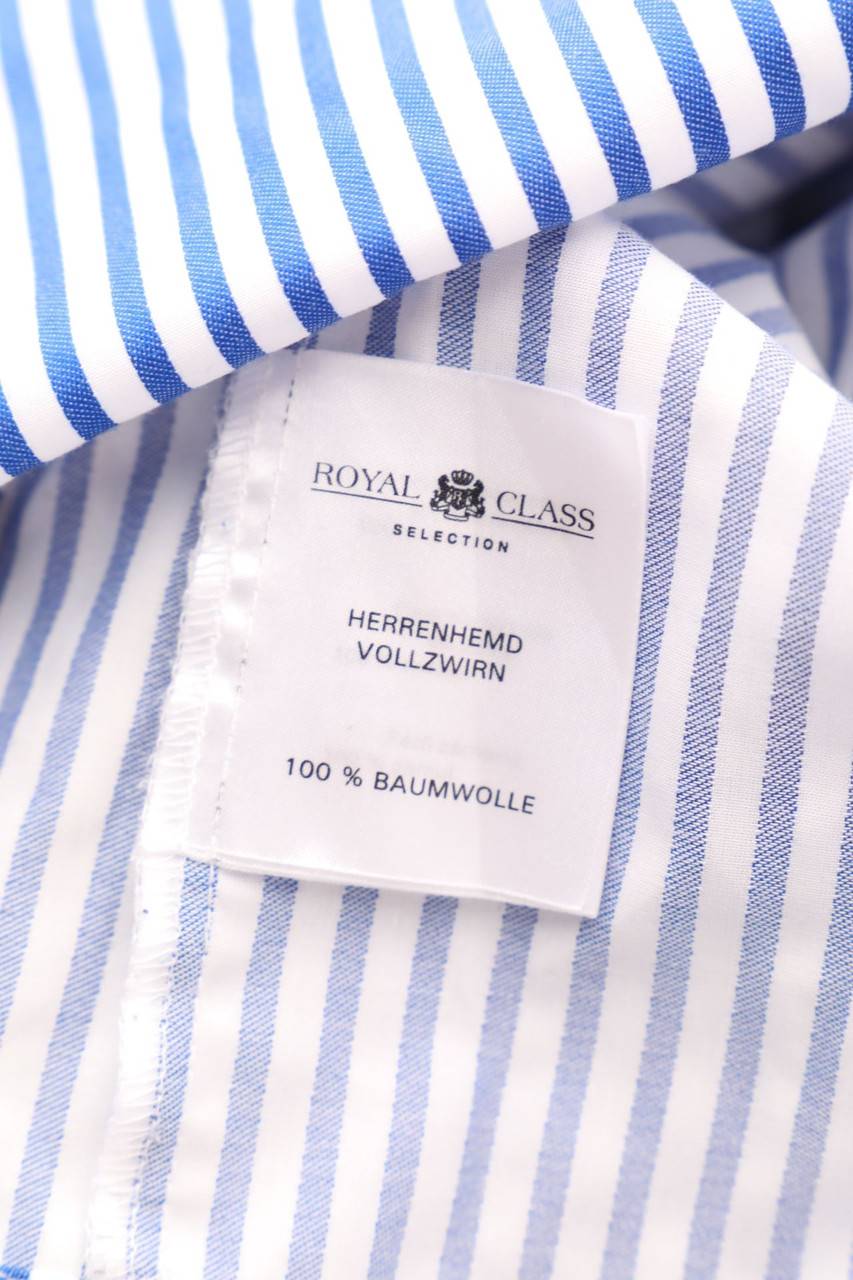 ROYAL CLASS
SELECTION
HERRENHEMD
VOLLZWIRN
100 % BAUMWOLLE